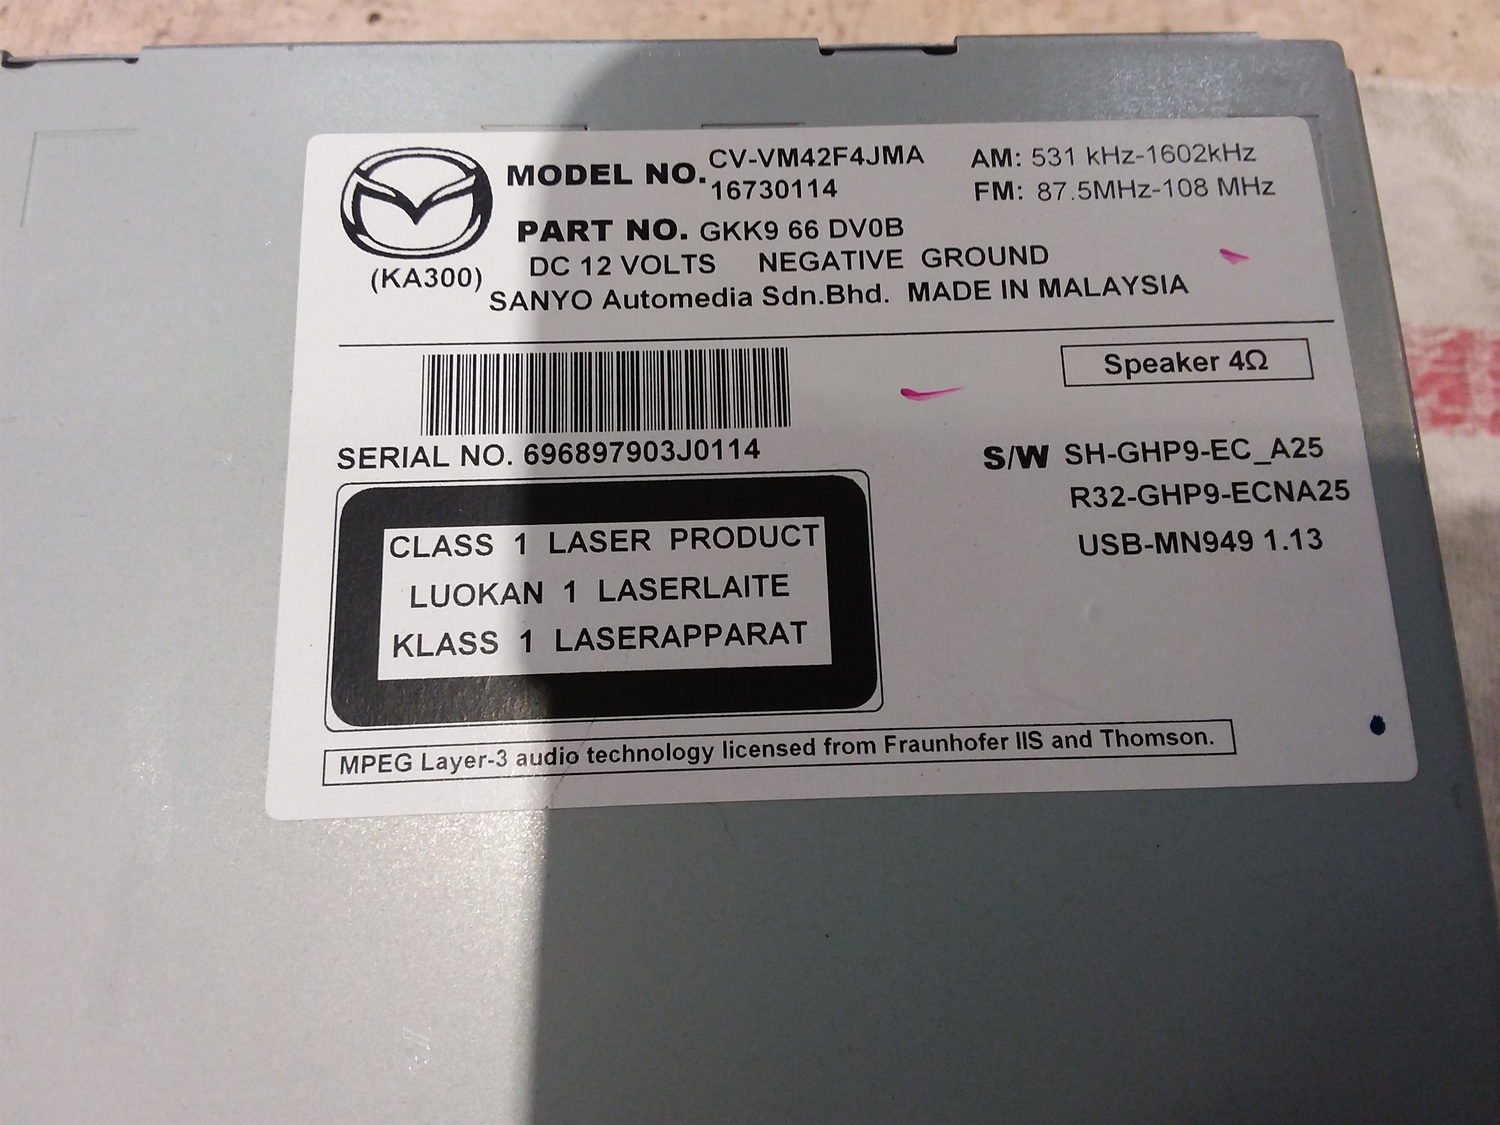 MODEL NO. CV-VM42F4JMA
16730114
AM: 531 kHz-1602kHz
FM: 87.5MHz-108 MHz
PART NO. GKK9 66 DV0B
(KA300)
DC 12 VOLTS NEGATIVE GROUND
SANYO Automedia Sdn.Bhd. MADE IN MALAYSIA
Speaker 4Ω
SERIAL NO. 696897903J0114
S/W SH-GHP9-EC_A25
R32-GHP9-ECNA25
USB-MN949 1.13
CLASS 1 LASER PRODUCT
LUOKAN 1 LASERLAITE
KLASS 1 LASERAPPARAT
MPEG Layer-3 audio technology licensed from Fraunhofer IIS and Thomson.